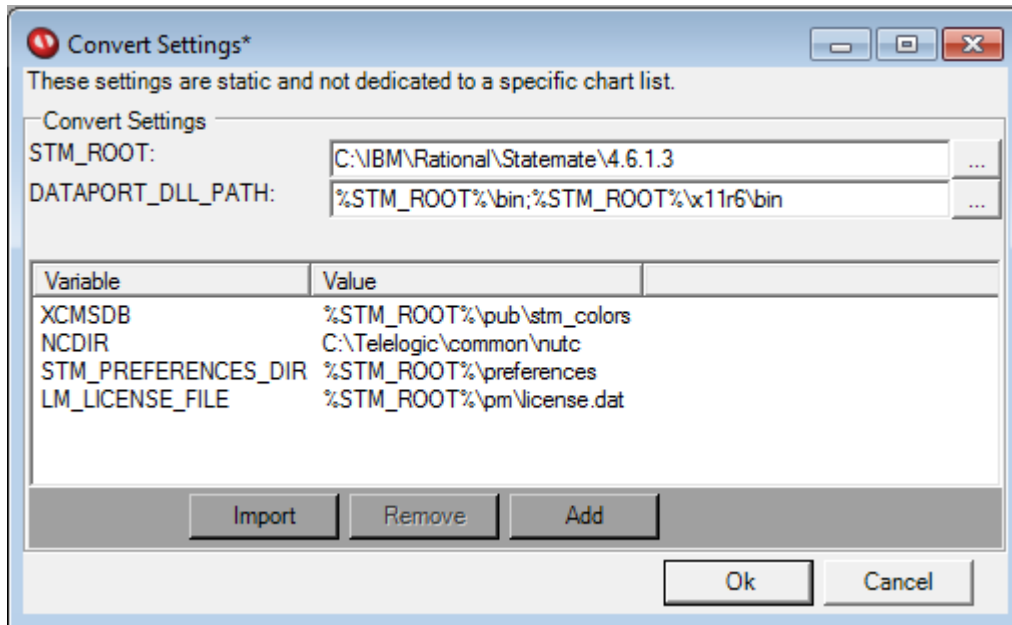 Convert Settings*
These settings are static and not dedicated to a specific chart list.
Convert Settings
STM_ROOT: C:\IBM\Rational\Statemate\4.6.1.3 ...
DATAPORT_DLL_PATH: %STM_ROOT%\bin;%STM_ROOT%\x11r6\bin ...
Variable Value
XCMSDB %STM_ROOT%\pub\stm_colors
NCDIR C:\Telelogic\common\nutc
STM_PREFERENCES_DIR %STM_ROOT%\preferences
LM_LICENSE_FILE %STM_ROOT%\pm\license.dat
Import Remove Add
Ok Cancel